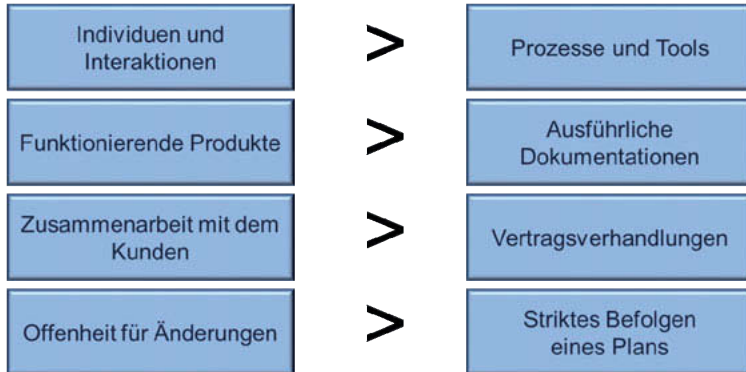 Individuen und
Interaktionen
>
Prozesse und Tools
Funktionierende Produkte
>
Ausführliche
Dokumentationen
Zusammenarbeit mit dem
Kunden
>
Vertragsverhandlungen
Offenheit für Änderungen
>
Striktes Befolgen
eines Plans